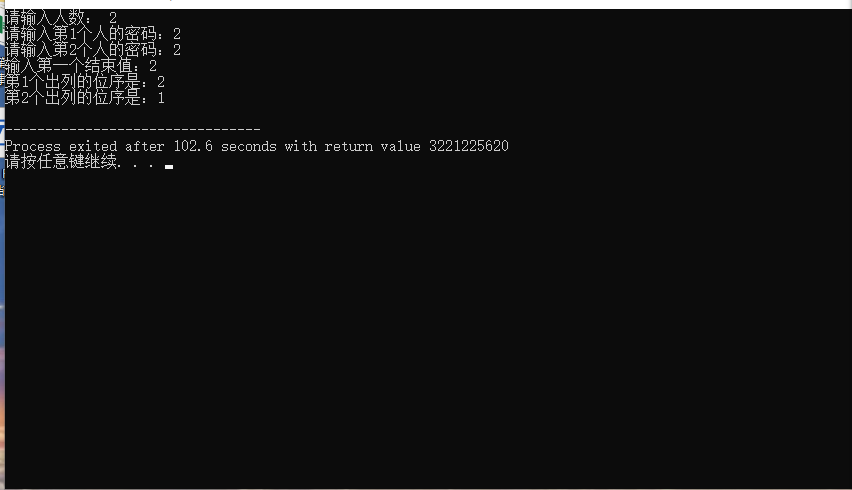 请输入人数： 2
请输入第1个人的密码：2
请输入第2个人的密码：2
输入第一个结束值：2
第1个出列的位序是：2
第2个出列的位序是：1
--------------------------------
Process exited after 102.6 seconds with return value 3221225620
请按任意键继续. . .